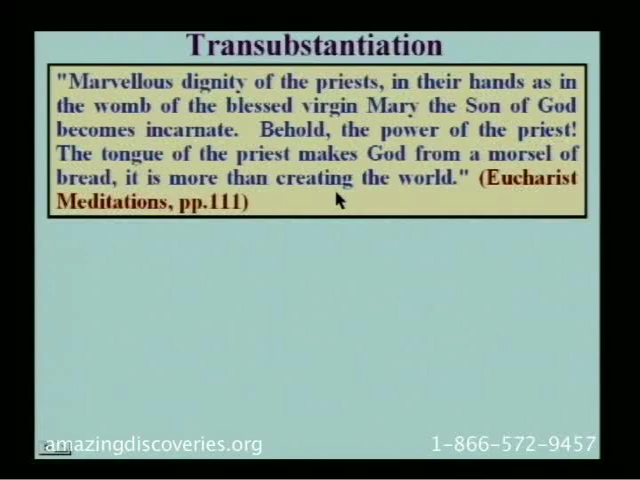 Transubstantiation
"Marvellous dignity of the priests, in their hands as in
the womb of the blessed virgin Mary the Son of God
becomes incarnate. Behold, the power of the priest!
The tongue of the priest makes God from a morsel of
bread, it is more than creating the world." (Eucharist
Meditations, pp.111)
amazingdiscoveries.org
1-866-572-9457